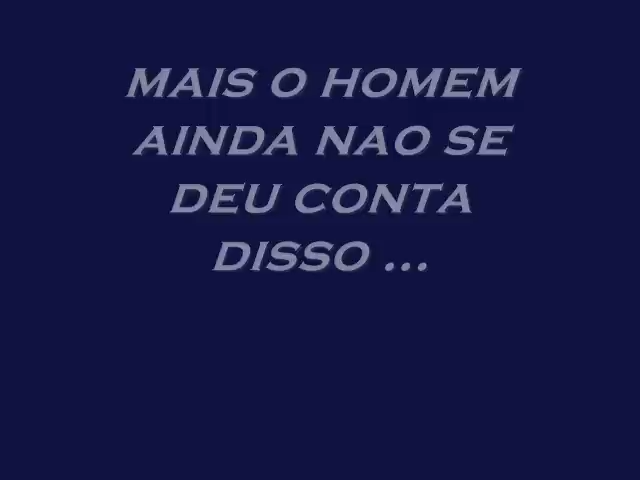 MAIS O HOMEM
AINDA NAO SE
DEU CONTA
DISSO ...